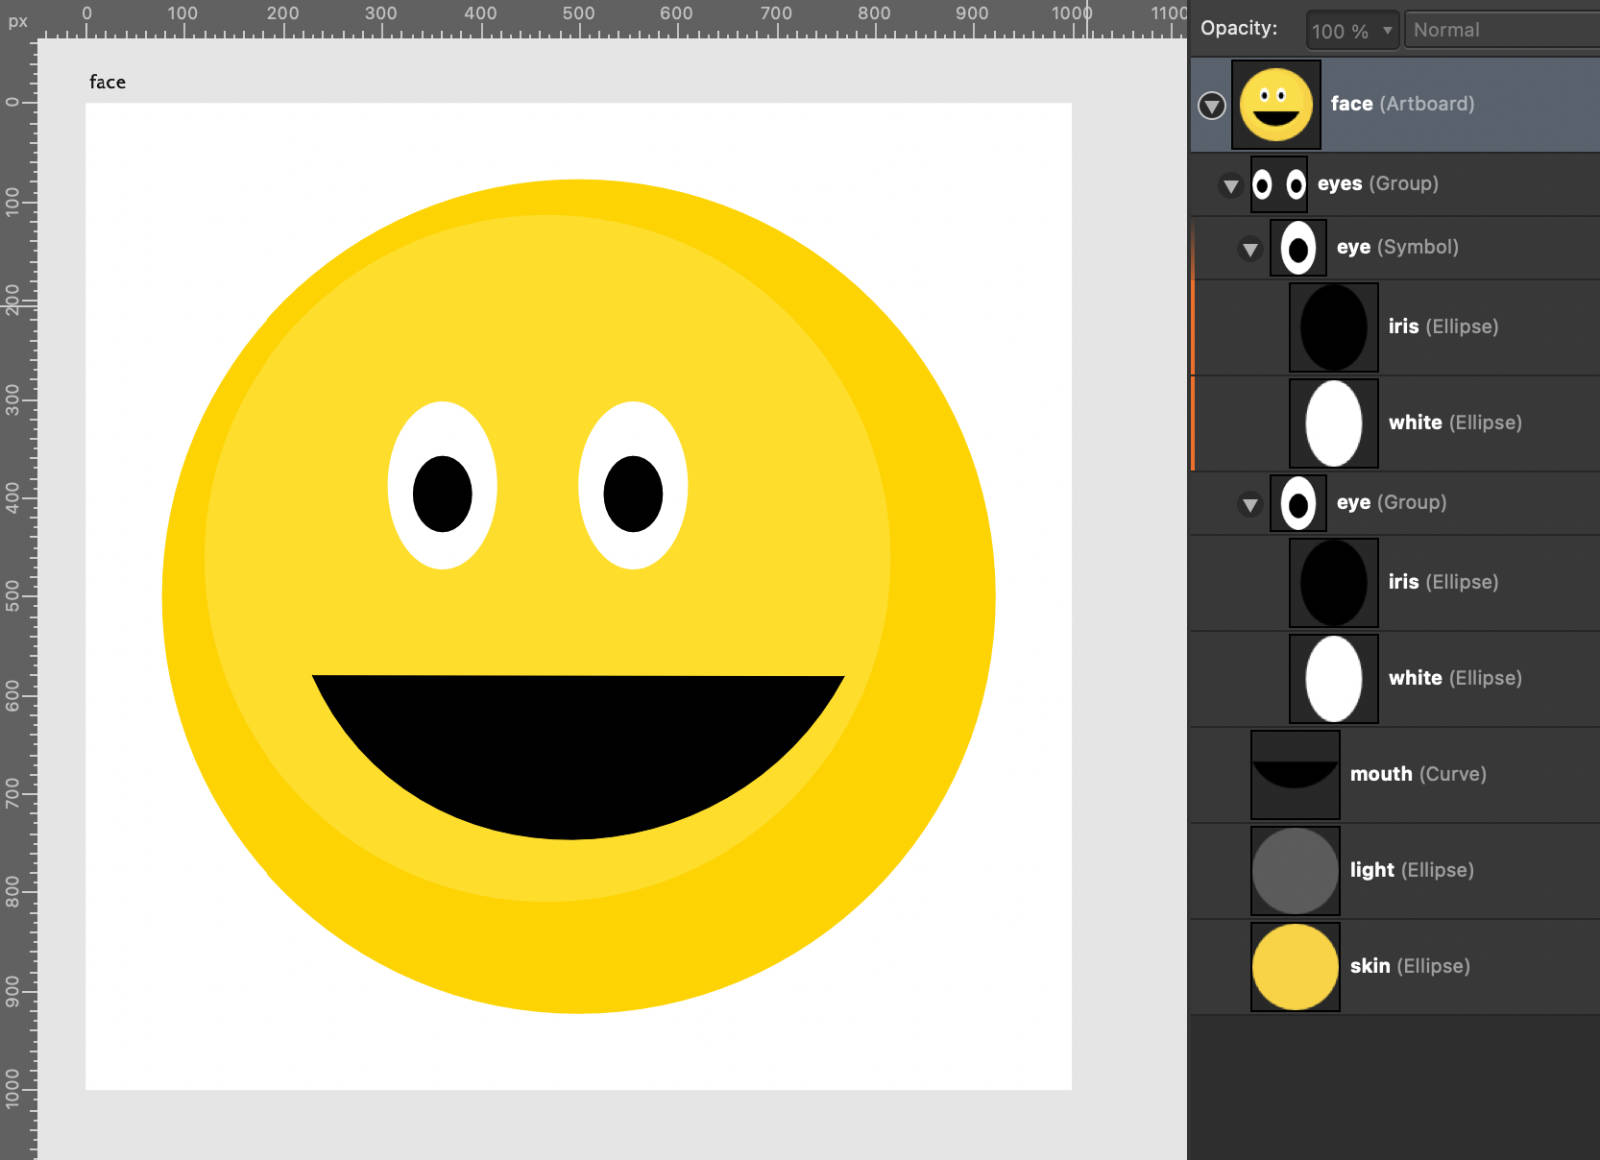 px 0 100 200 300 400 500 600 700 800 900 1000 1100
face
0
100
200
300
400
500
600
700
800
900
1000
Opacity: 100 % Normal
face (Artboard)
eyes (Group)
eye (Symbol)
iris (Ellipse)
white (Ellipse)
eye (Group)
iris (Ellipse)
white (Ellipse)
mouth (Curve)
light (Ellipse)
skin (Ellipse)